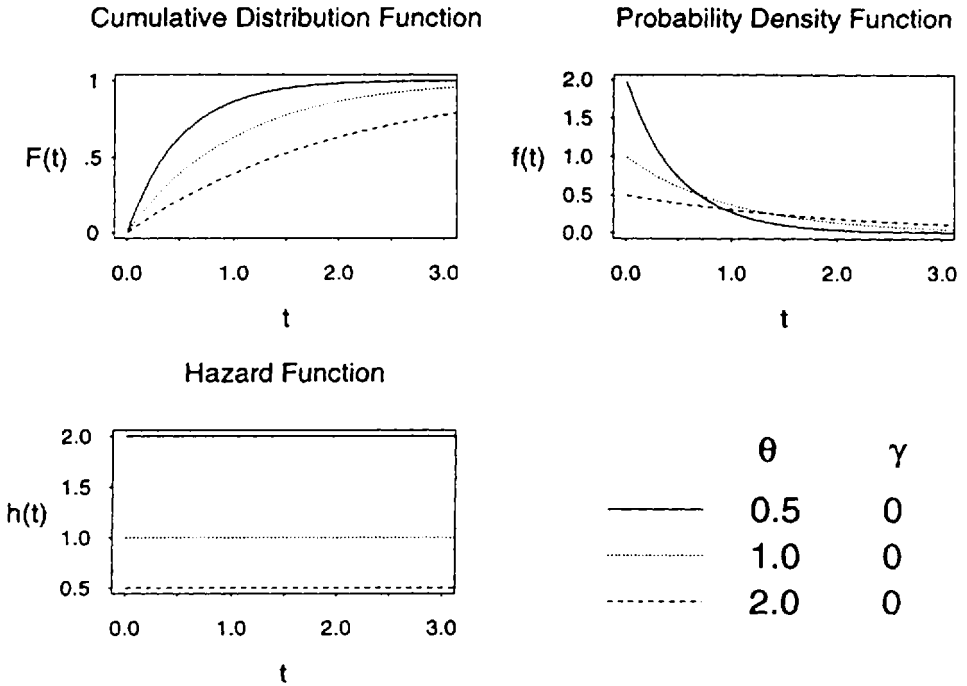 Cumulative Distribution Function
1
F(t)
.5
0
0.0 1.0 2.0 3.0
t
Probability Density Function
2.0
1.5
f(t)
1.0
0.5
0.0
0.0 1.0 2.0 3.0
t
Hazard Function
2.0
1.5
h(t)
1.0
0.5
0.0 1.0 2.0 3.0
t
θ γ
0.5 0
1.0 0
2.0 0